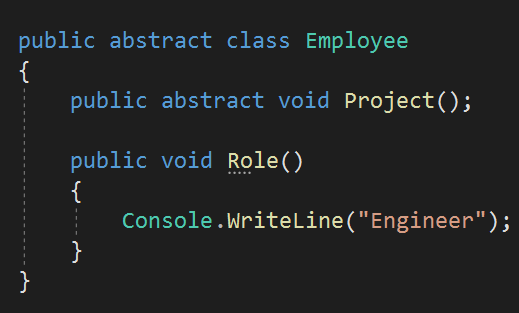 public abstract class Employee
{
public abstract void Project();
public void Role()
{
Console.WriteLine("Engineer");
}
}